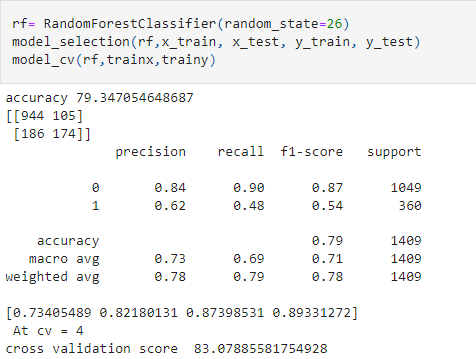 rf= RandomForestClassifier(random_state=26)
model_selection(rf,x_train, x_test, y_train, y_test)
model_cv(rf,trainx,trainy)
accuracy 79.347054648687
[[944 105]
 [186 174]]
              precision    recall  f1-score   support
           0       0.84      0.90      0.87      1049
           1       0.62      0.48      0.54       360
    accuracy                           0.79      1409
   macro avg       0.73      0.69      0.71      1409
weighted avg       0.78      0.79      0.78      1409
[0.73405489 0.82180131 0.87398531 0.89331272]
 At cv = 4
cross validation score  83.07885581754928